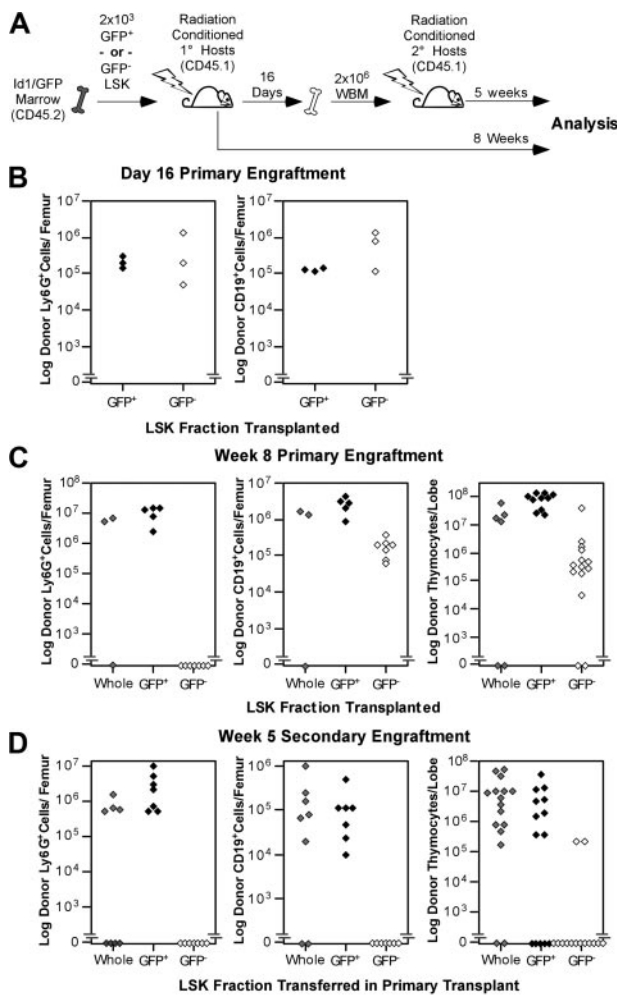 A
2x10³
GFP⁺
- or -
GFP⁻
LSK
Id1/GFP
Marrow
(CD45.2)
Radiation
Conditioned
1° Hosts
(CD45.1)
16
Days
2x10⁶
WBM
Radiation
Conditioned
2° Hosts
(CD45.1)
5 weeks
Analysis
8 Weeks
B
Day 16 Primary Engraftment
Log Donor Ly6G⁺Cells/ Femur
10⁷
10⁶
10⁵
10⁴
10³
0
GFP⁺ GFP⁻
Log Donor CD19⁺Cells/ Femur
10⁷
10⁶
10⁵
10⁴
10³
0
GFP⁺ GFP⁻
LSK Fraction Transplanted
C
Week 8 Primary Engraftment
Log Donor Ly6G⁺Cells/Femur
10⁸
10⁷
10⁶
10⁵
10⁴
10³
0
Whole GFP⁺ GFP⁻
Log Donor CD19⁺Cells/Femur
10⁷
10⁶
10⁵
10⁴
10³
0
Whole GFP⁺ GFP⁻
Log Donor Thymocytes/Lobe
10⁸
10⁷
10⁶
10⁵
10⁴
10³
0
Whole GFP⁺ GFP⁻
LSK Fraction Transplanted
D
Week 5 Secondary Engraftment
Log Donor Ly6G⁺Cells/ Femur
10⁷
10⁶
10⁵
10⁴
10³
0
Whole GFP⁺ GFP⁻
Log Donor CD19⁺Cells/Femur
10⁶
10⁵
10⁴
10³
0
Whole GFP⁺ GFP⁻
Log Donor Thymocytes/Lobe
10⁸
10⁷
10⁶
10⁵
10⁴
10³
0
Whole GFP⁺ GFP⁻
LSK Fraction Transferred in Primary Transplant